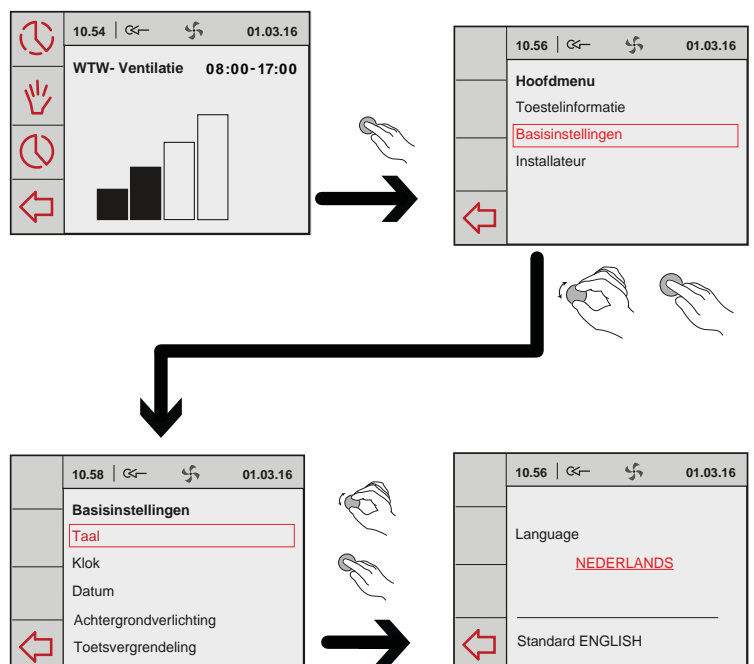 10.54 01.03.16
WTW- Ventilatie 08:00-17:00
10.56 01.03.16
Hoofdmenu
Toestelinformatie
Basisinstellingen
Installateur
10.58 01.03.16
Basisinstellingen
Taal
Klok
Datum
Achtergrondverlichting
Toetsvergrendeling
10.56 01.03.16
Language
NEDERLANDS
Standard ENGLISH